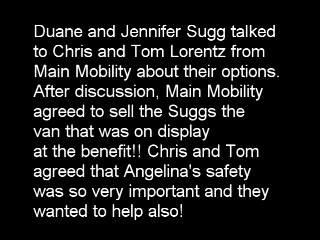 Duane and Jennifer Sugg talked
to Chris and Tom Lorentz from
Main Mobility about their options.
After discussion, Main Mobility
agreed to sell the Suggs the
van that was on display
at the benefit!! Chris and Tom
agreed that Angelina's safety
was so very important and they
wanted to help also!